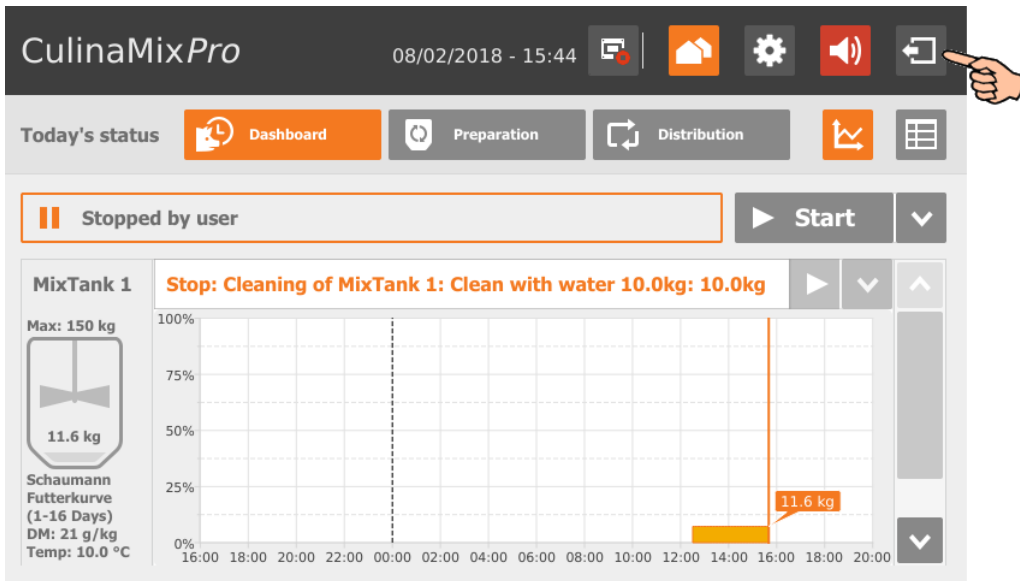 CulinaMixPro
08/02/2018 - 15:44
Today's status
Dashboard
Preparation
Distribution
Stopped by user
Start
MixTank 1
Stop: Cleaning of MixTank 1: Clean with water 10.0kg: 10.0kg
Max: 150 kg
11.6 kg
Schaumann
Futterkurve
(1-16 Days)
DM: 21 g/kg
Temp: 10.0 °C
100%
75%
50%
25%
0%
11.6 kg
16:00 18:00 20:00 22:00 00:00 02:00 04:00 06:00 08:00 10:00 12:00 14:00 16:00 18:00 20:00